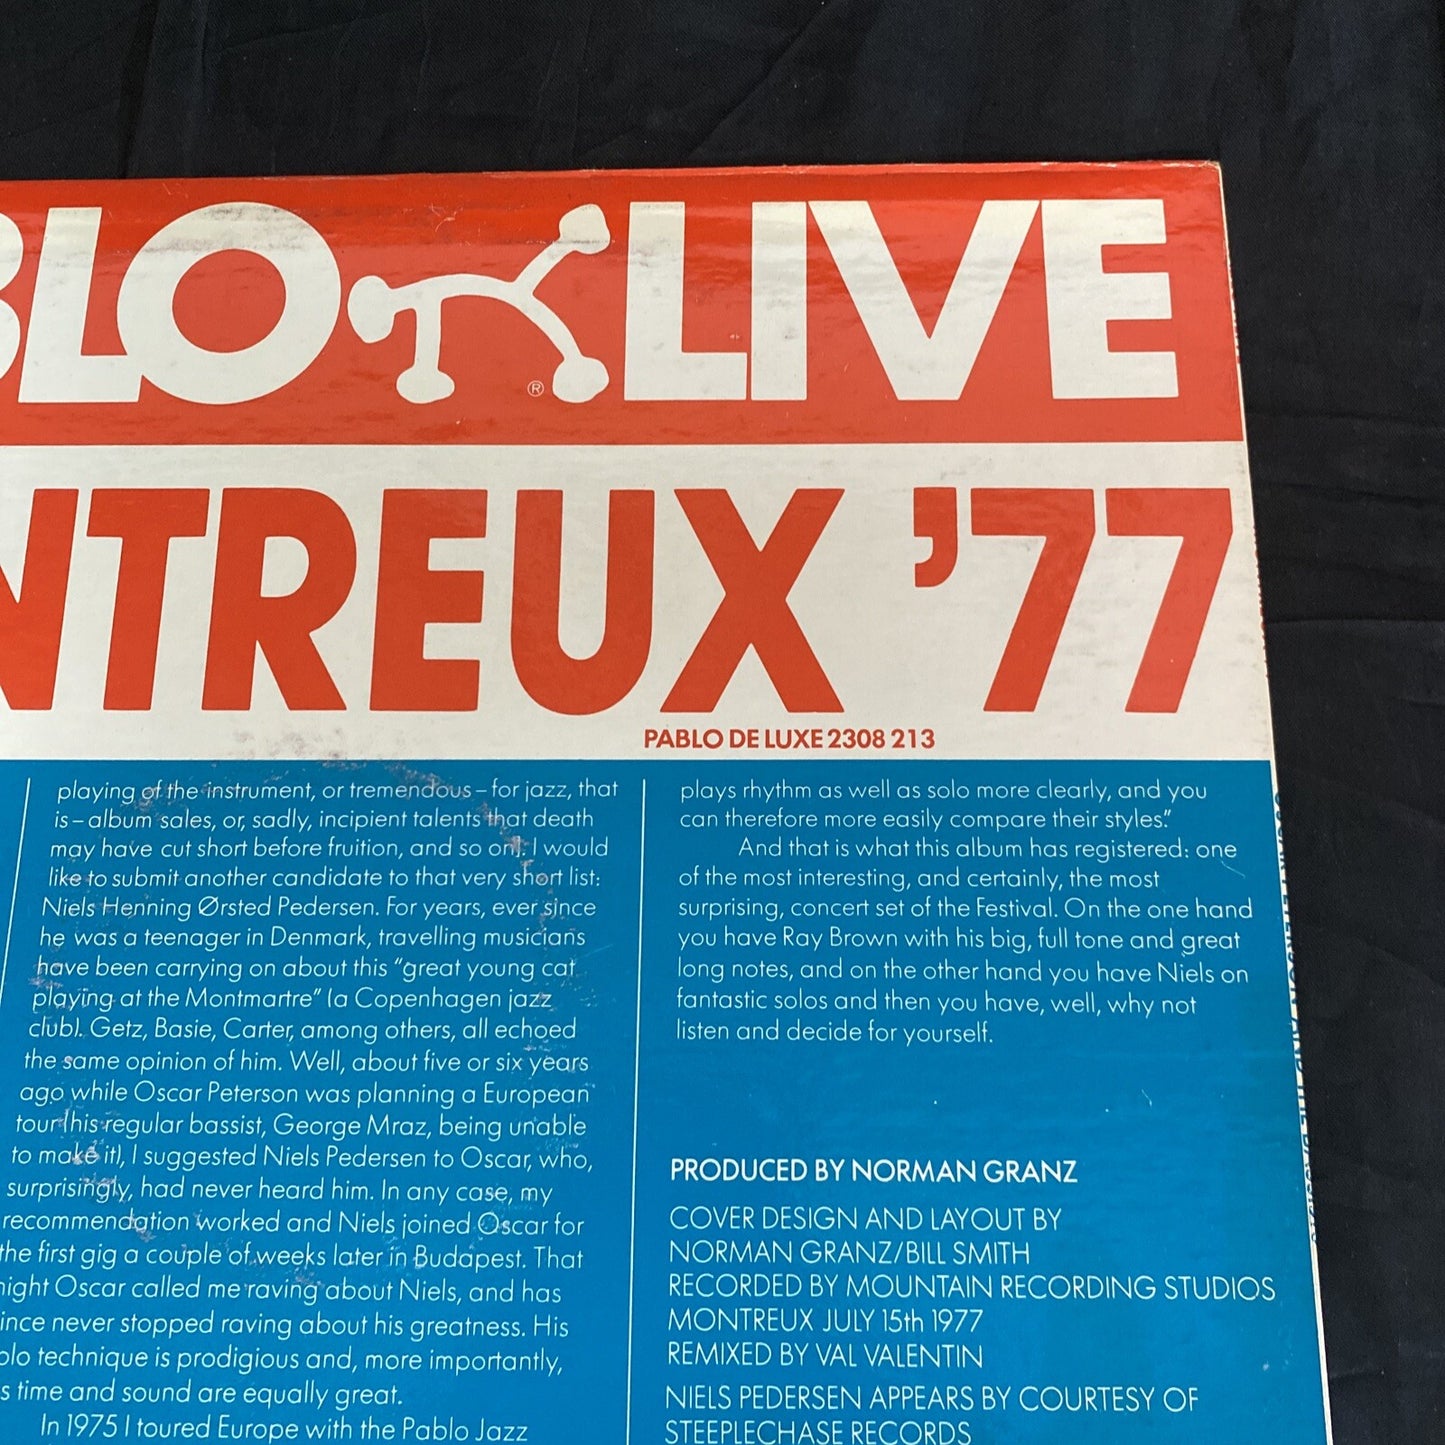 BLO LIVE
®
NTREUX '77
PABLO DE LUXE 2308 213
playing of the instrument, or tremendous – for jazz, that
is – album sales, or, sadly, incipient talents that death
may have cut short before fruition, and so on). I would
like to submit another candidate to that very short list:
Niels Henning Ørsted Pedersen. For years, ever since
he was a teenager in Denmark, travelling musicians
have been carrying on about this “great young cat
playing at the Montmartre” (a Copenhagen jazz
club). Getz, Basie, Carter, among others, all echoed
the same opinion of him. Well, about five or six years
ago while Oscar Peterson was planning a European
tour (his regular bassist, George Mraz, being unable
to make it), I suggested Niels Pedersen to Oscar, who,
surprisingly, had never heard him. In any case, my
recommendation worked and Niels joined Oscar for
the first gig a couple of weeks later in Budapest. That
night Oscar called me raving about Niels, and has
ince never stopped raving about his greatness. His
olo technique is prodigious and, more importantly,
s time and sound are equally great.
In 1975 I toured Europe with the Pablo Jazz
plays rhythm as well as solo more clearly, and you
can therefore more easily compare their styles.”
And that is what this album has registered: one
of the most interesting, and certainly, the most
surprising, concert set of the Festival. On the one hand
you have Ray Brown with his big, full tone and great
long notes, and on the other hand you have Niels on
fantastic solos and then you have, well, why not
listen and decide for yourself.
PRODUCED BY NORMAN GRANZ
COVER DESIGN AND LAYOUT BY
NORMAN GRANZ/BILL SMITH
RECORDED BY MOUNTAIN RECORDING STUDIOS
MONTREUX JULY 15th 1977
REMIXED BY VAL VALENTIN
NIELS PEDERSEN APPEARS BY COURTESY OF
STEEPLECHASE RECORDS